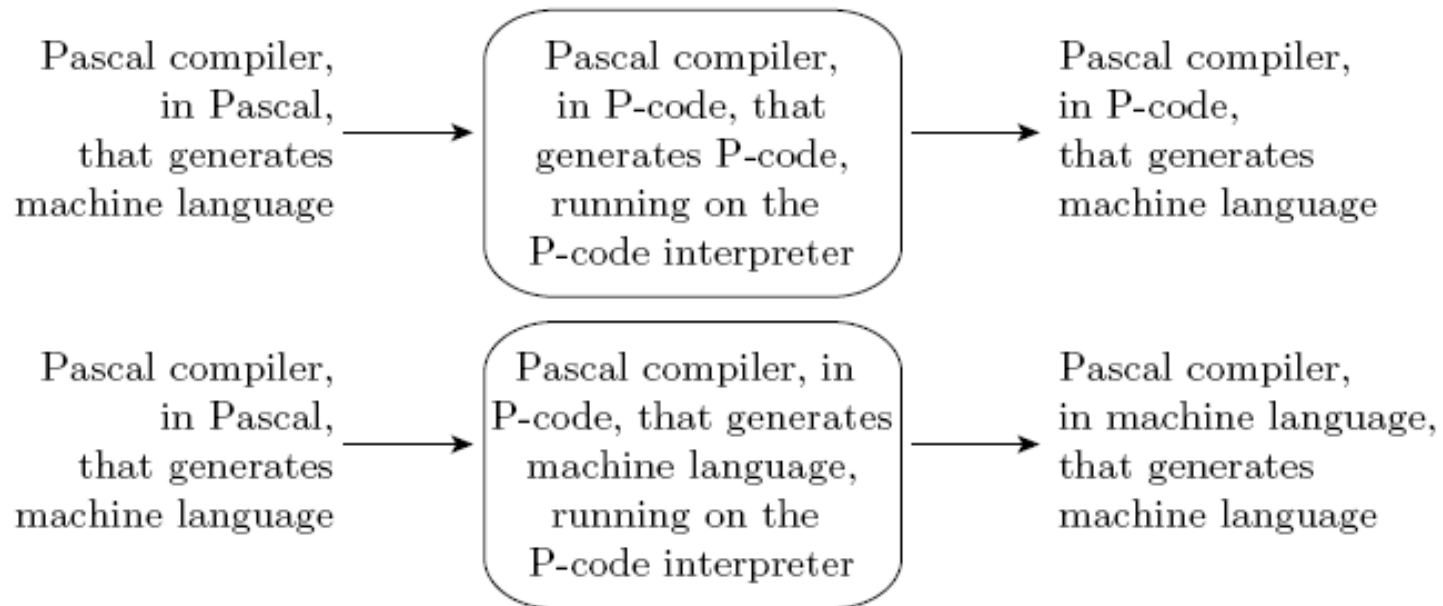 Pascal compiler,
in Pascal,
that generates
machine language
Pascal compiler,
in P-code, that
generates P-code,
running on the
P-code interpreter
Pascal compiler,
in P-code,
that generates
machine language
Pascal compiler,
in Pascal,
that generates
machine language
Pascal compiler, in
P-code, that generates
machine language,
running on the
P-code interpreter
Pascal compiler,
in machine language,
that generates
machine language